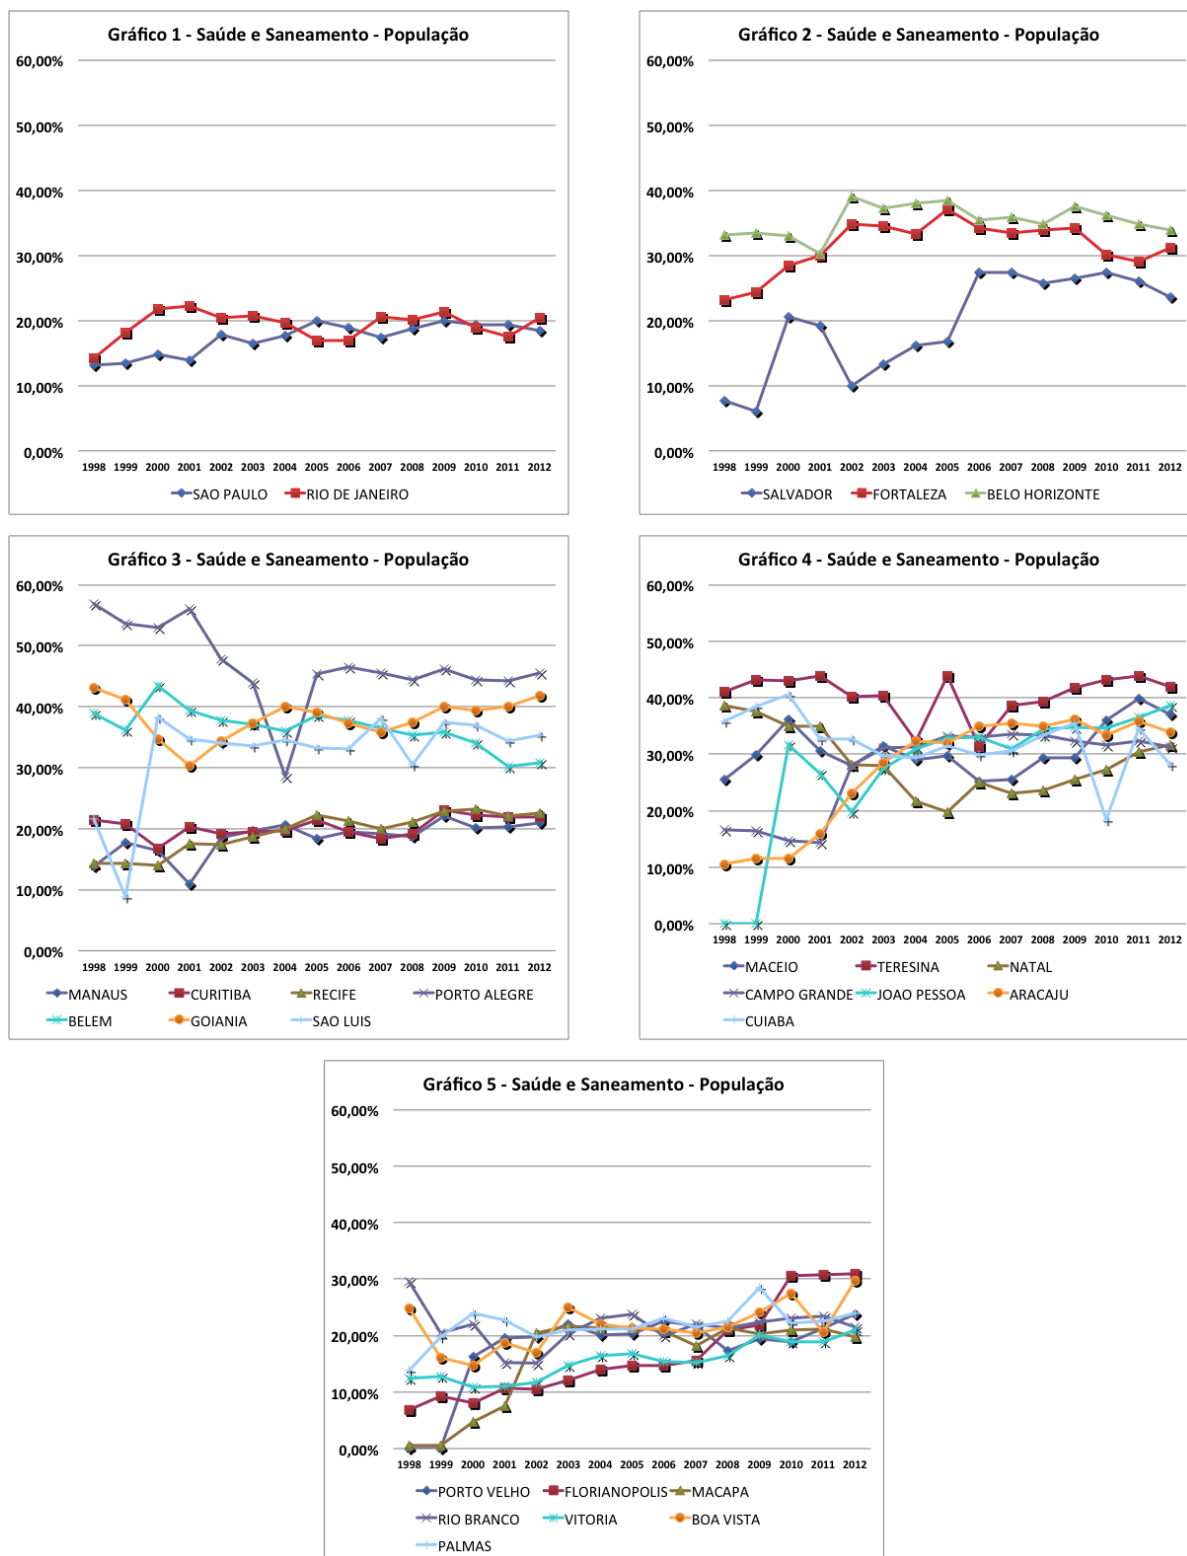 Gráfico 1 - Saúde e Saneamento - População
60,00%
50,00%
40,00%
30,00%
20,00%
10,00%
0,00%
1998 1999 2000 2001 2002 2003 2004 2005 2006 2007 2008 2009 2010 2011 2012
SAO PAULO RIO DE JANEIRO
Gráfico 2 - Saúde e Saneamento - População
60,00%
50,00%
40,00%
30,00%
20,00%
10,00%
0,00%
1998 1999 2000 2001 2002 2003 2004 2005 2006 2007 2008 2009 2010 2011 2012
SALVADOR FORTALEZA BELO HORIZONTE
Gráfico 3 - Saúde e Saneamento - População
60,00%
50,00%
40,00%
30,00%
20,00%
10,00%
0,00%
1998 1999 2000 2001 2002 2003 2004 2005 2006 2007 2008 2009 2010 2011 2012
MANAUS CURITIBA RECIFE PORTO ALEGRE
BELEM GOIANIA SAO LUIS
Gráfico 4 - Saúde e Saneamento - População
60,00%
50,00%
40,00%
30,00%
20,00%
10,00%
0,00%
1998 1999 2000 2001 2002 2003 2004 2005 2006 2007 2008 2009 2010 2011 2012
MACEIO TERESINA NATAL
CAMPO GRANDE JOAO PESSOA ARACAJU
CUIABA
Gráfico 5 - Saúde e Saneamento - População
60,00%
50,00%
40,00%
30,00%
20,00%
10,00%
0,00%
1998 1999 2000 2001 2002 2003 2004 2005 2006 2007 2008 2009 2010 2011 2012
PORTO VELHO FLORIANOPOLIS MACAPA
RIO BRANCO VITORIA BOA VISTA
PALMAS